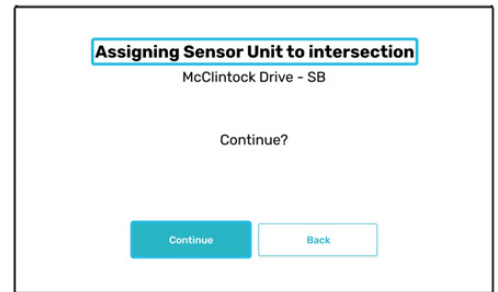 Assigning Sensor Unit to intersection
McClintock Drive - SB
Continue?
Continue
Back